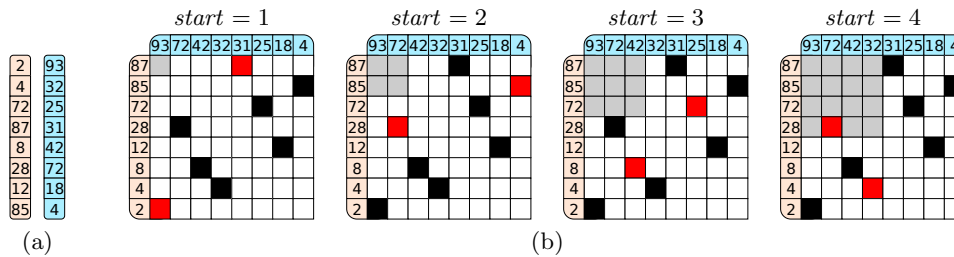 start = 1 start = 2 start = 3 start = 4
93 72 42 32 31 25 18 4 93 72 42 32 31 25 18 4 93 72 42 32 31 25 18 4 93 72 42 32 31 25 18
2 93 87 87 87 87
4 32 85 85 85 85
72 25 72 72 72 72
87 31 28 28 28 28
8 42 12 12 12 12
28 72 8 8 8 8
12 18 4 4 4 4
85 4 2 2 2 2
(a) (b)